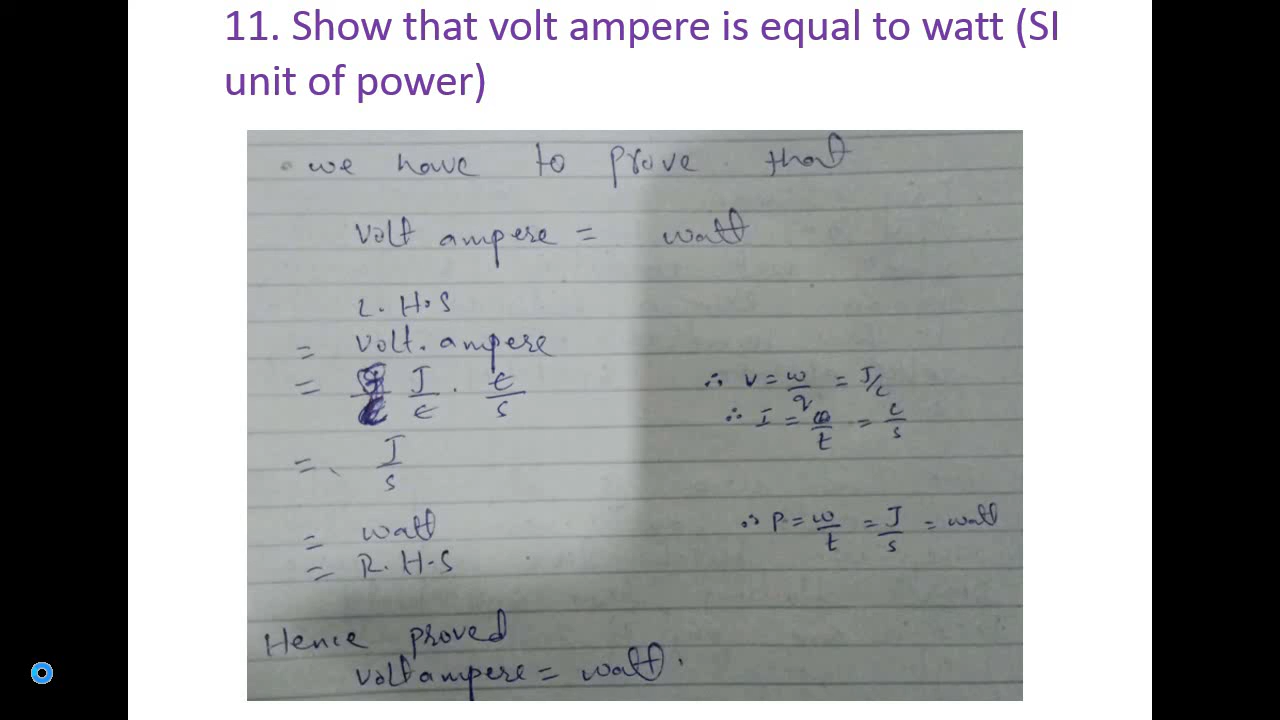 11. Show that volt ampere is equal to watt (SI
unit of power)
we have to prove that
volt ampere = watt
L.H.S
= volt. ampere
= J/c . c/s
∴ V = w/q = J/c
∴ I = Q/t = c/s
= J/s
= watt
∴ P = w/t = J/s = watt
= R.H.S
Hence proved
volt ampere = watt.